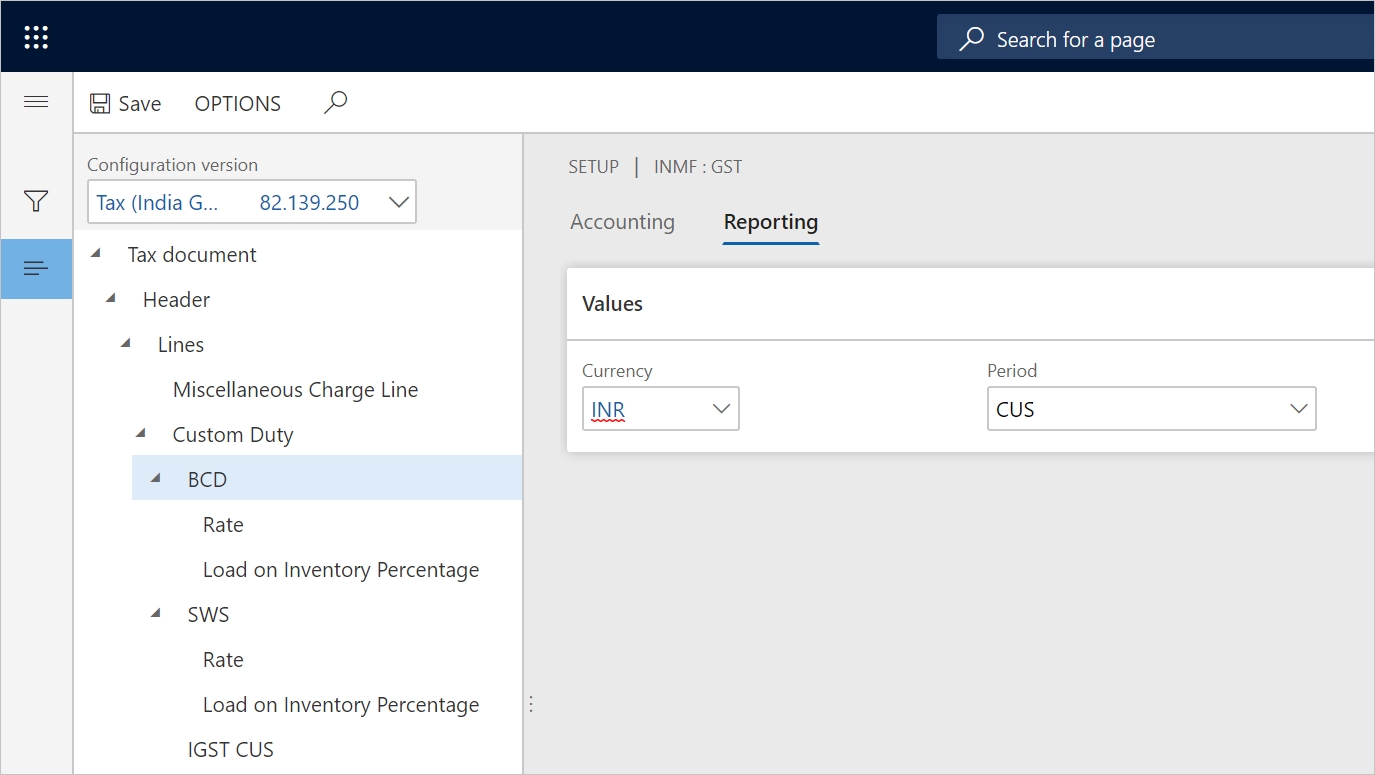 Search for a page
Save OPTIONS
Configuration version
Tax (India G... 82.139.250
Tax document
Header
Lines
Miscellaneous Charge Line
Custom Duty
BCD
Rate
Load on Inventory Percentage
SWS
Rate
Load on Inventory Percentage
IGST CUS
SETUP | INMF : GST
Accounting Reporting
Values
Currency Period
INR CUS